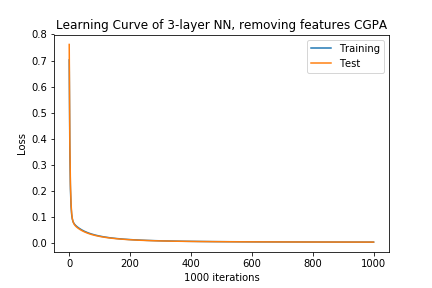 Learning Curve of 3-layer NN, removing features CGPA
Training
Test
Loss
0.8
0.7
0.6
0.5
0.4
0.3
0.2
0.1
0.0
0 200 400 600 800 1000
1000 iterations